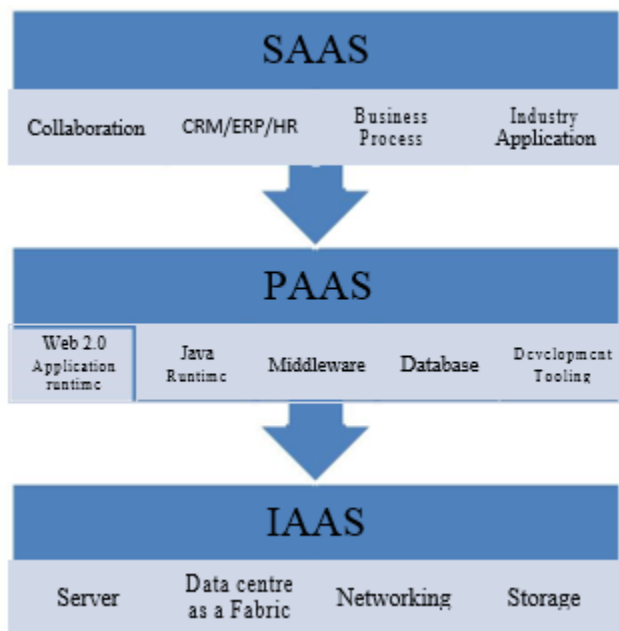 SAAS
Collaboration
CRM/ERP/HR
Business
Process
Industry
Application
PAAS
Web 2.0
Application
runtime
Java
Runtime
Middleware
Database
Development
Tooling
IAAS
Server
Data centre
as a Fabric
Networking
Storage